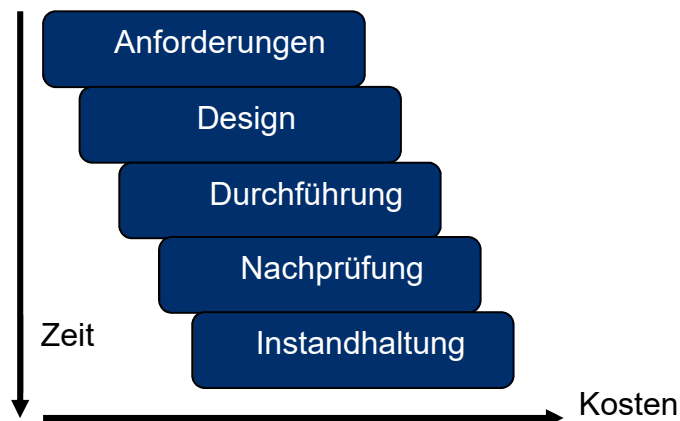 Anforderungen
Design
Durchführung
Nachprüfung
Zeit
Instandhaltung
Kosten